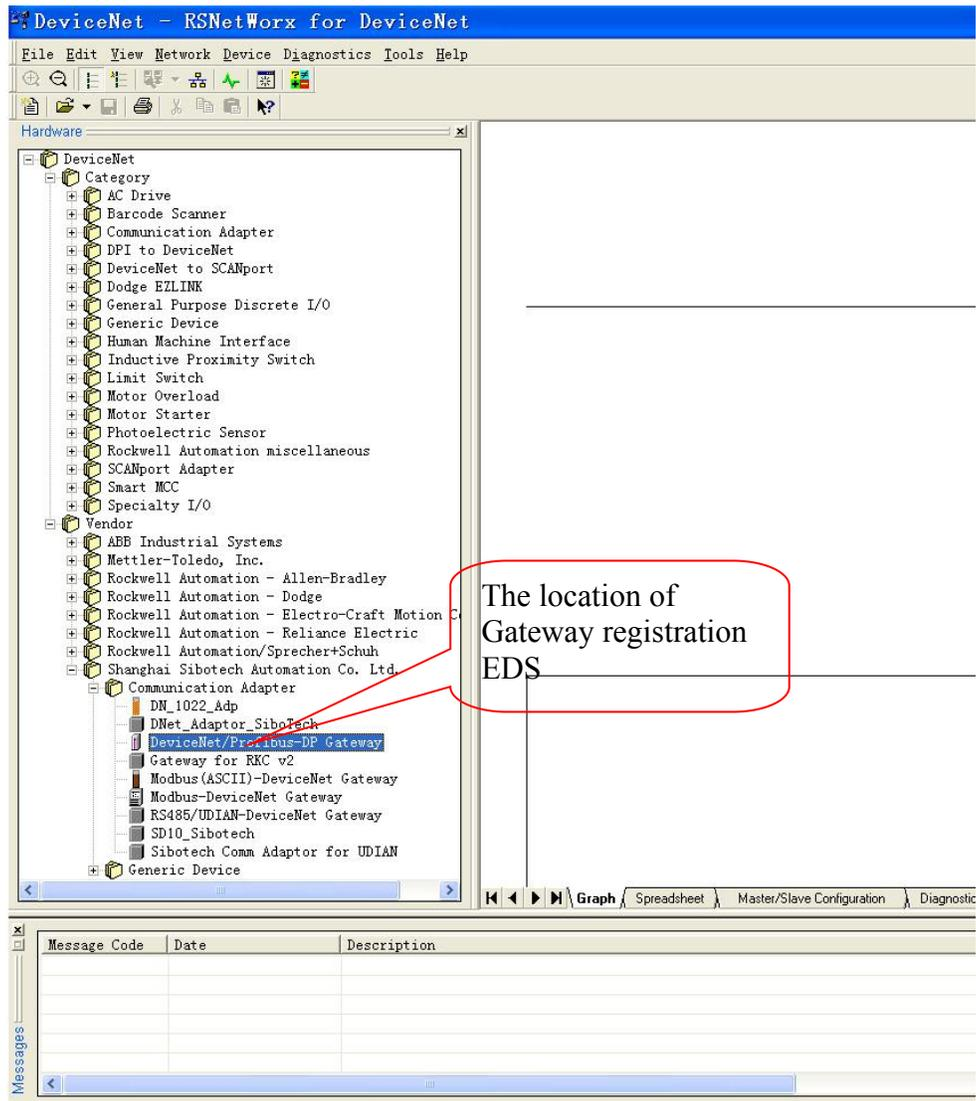 DeviceNet - RSNetWorx for DeviceNet
File Edit View Network Device Diagnostics Tools Help
Hardware
DeviceNet
Category
AC Drive
Barcode Scanner
Communication Adapter
DPI to DeviceNet
DeviceNet to SCANport
Dodge EZLINK
General Purpose Discrete I/O
Generic Device
Human Machine Interface
Inductive Proximity Switch
Limit Switch
Motor Overload
Motor Starter
Photoelectric Sensor
Rockwell Automation miscellaneous
SCANport Adapter
Smart MCC
Specialty I/O
Vendor
ABB Industrial Systems
Mettler-Toledo, Inc.
Rockwell Automation - Allen-Bradley
Rockwell Automation - Dodge
Rockwell Automation - Electro-Craft Motion C
Rockwell Automation - Reliance Electric
Rockwell Automation/Sprecher+Schuh
Shanghai Sibotech Automation Co. Ltd.
Communication Adapter
DN_1022_Adp
DNet_Adaptor_SiboTech
DeviceNet/Profibus-DP Gateway
Gateway for RKC v2
Modbus(ASCII)-DeviceNet Gateway
Modbus-DeviceNet Gateway
RS485/UDIAN-DeviceNet Gateway
SD10_Sibotech
Sibotech Comm Adaptor for UDIAN
Generic Device
The location of
Gateway registration
EDS
Graph Spreadsheet Master/Slave Configuration Diagnostic
Message Code Date Description
Messages